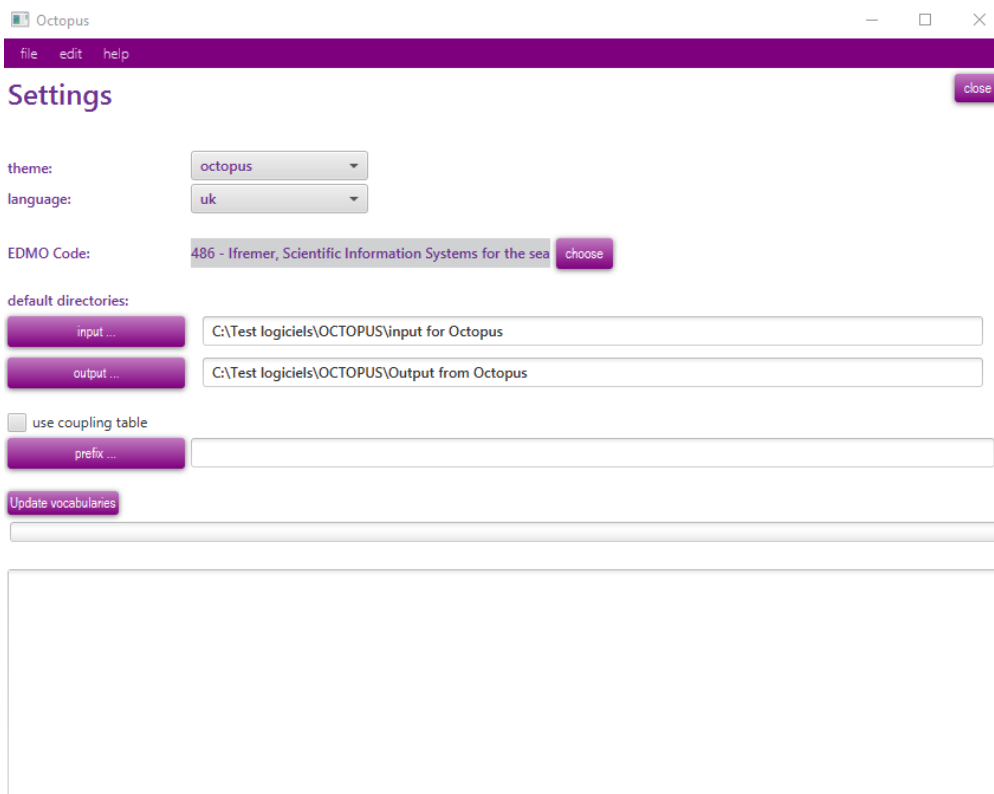 Octopus
file edit help
Settings
close
theme: octopus
language: uk
EDMO Code: 486 - Ifremer, Scientific Information Systems for the sea choose
default directories:
input ... C:\Test logiciels\OCTOPUS\input for Octopus
output ... C:\Test logiciels\OCTOPUS\Output from Octopus
use coupling table
prefix ...
Update vocabularies